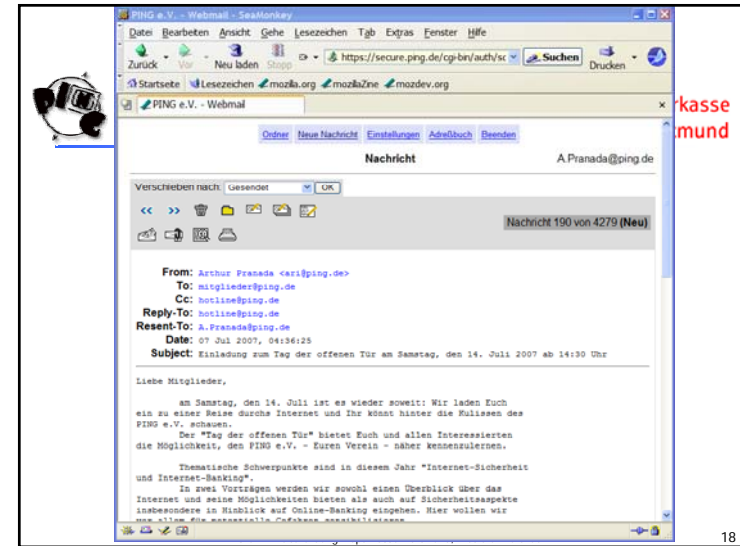 PING e.V. - Webmail - SeaMonkey
Datei Bearbeiten Ansicht Gehe Lesezeichen Tab Extras Fenster Hilfe
Zurück Vor Neu laden Stopp https://secure.ping.de/cgi-bin/auth/sc Suchen Drucken
Startseite Lesezeichen mozilla.org mozillaZine mozdev.org
PING e.V. - Webmail
rkasse
mund
Ordner Neue Nachricht Einstellungen Adreßbuch Beenden
Nachricht A.Pranada@ping.de
Verschieben nach: Gesendet OK
Nachricht 190 von 4279 (Neu)
From: Arthur Pranada <ari@ping.de>
To: mitglieder@ping.de
Cc: hotline@ping.de
Reply-To: hotline@ping.de
Resent-To: A.Pranada@ping.de
Date: 07 Jul 2007, 04:36:25
Subject: Einladung zum Tag der offenen Tür am Samstag, den 14. Juli 2007 ab 14:30 Uhr
Liebe Mitglieder,
am Samstag, den 14. Juli ist es wieder soweit: Wir laden Euch
ein zu einer Reise durchs Internet und Ihr könnt hinter die Kulissen des
PING e.V. schauen.
Der "Tag der offenen Tür" bietet Euch und allen Interessierten
die Möglichkeit, den PING e.V. - Euren Verein - näher kennenzulernen.
Thematische Schwerpunkte sind in diesem Jahr "Internet-Sicherheit
und Internet-Banking".
In zwei Vorträgen werden wir sowohl einen Überblick über das
Internet und seine Möglichkeiten bieten als auch auf Sicherheitsaspekte
insbesondere in Hinblick auf Online-Banking eingehen. Hier wollen wir
vor allem für potenzielle Gefahren sensibilisieren
18